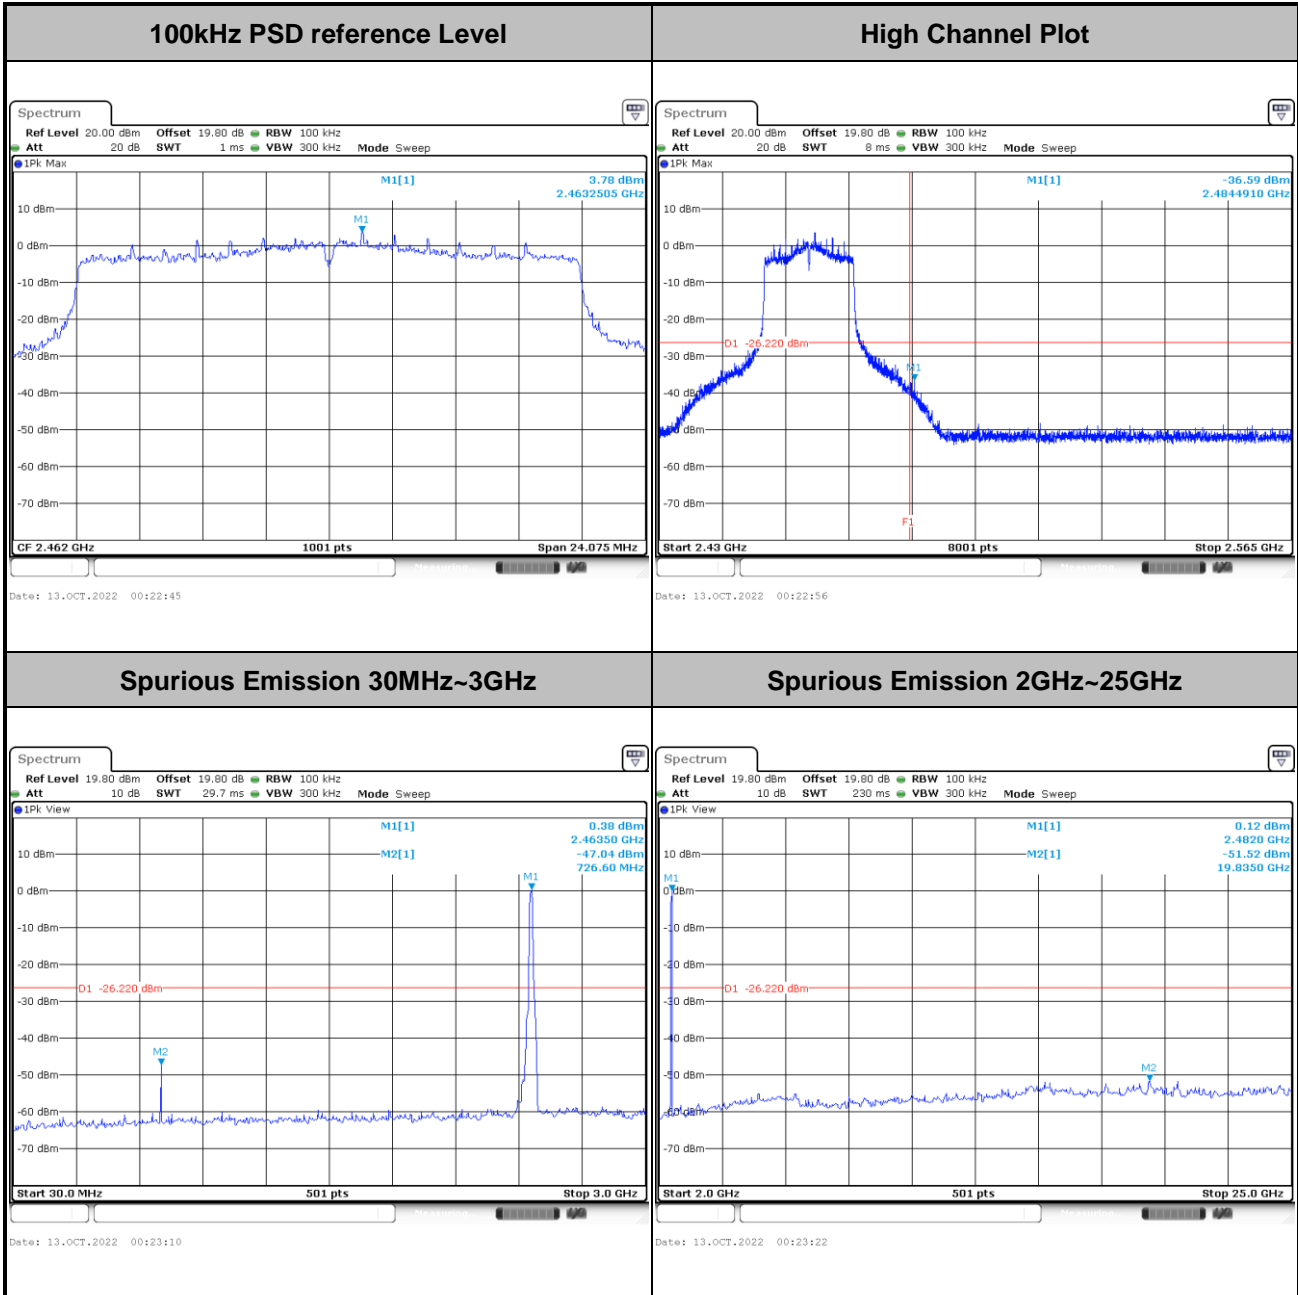 100kHz PSD reference Level
High Channel Plot
Spectrum
Ref Level 20.00 dBm Offset 19.80 dB RBW 100 kHz
Att 20 dB SWT 1 ms VBW 300 kHz Mode Sweep
1Pk Max
M1[1] 3.78 dBm
2.4632505 GHz
M1
10 dBm
0 dBm
-10 dBm
-20 dBm
-30 dBm
-40 dBm
-50 dBm
-60 dBm
-70 dBm
CF 2.462 GHz 1001 pts Span 24.075 MHz
Measuring...
Date: 13.OCT.2022 00:22:45
Spectrum
Ref Level 20.00 dBm Offset 19.80 dB RBW 100 kHz
Att 20 dB SWT 8 ms VBW 300 kHz Mode Sweep
1Pk Max
M1[1] -36.59 dBm
2.4844910 GHz
10 dBm
0 dBm
-10 dBm
-20 dBm
D1 -26.220 dBm
-30 dBm
M1
-40 dBm
-50 dBm
-60 dBm
-70 dBm
F1
Start 2.43 GHz 8001 pts Stop 2.565 GHz
Measuring...
Date: 13.OCT.2022 00:22:56
Spurious Emission 30MHz~3GHz
Spurious Emission 2GHz~25GHz
Spectrum
Ref Level 19.80 dBm Offset 19.80 dB RBW 100 kHz
Att 10 dB SWT 29.7 ms VBW 300 kHz Mode Sweep
1Pk View
M1[1] 0.38 dBm
2.46350 GHz
10 dBm M2[1] -47.04 dBm
726.60 MHz
M1
0 dBm
-10 dBm
-20 dBm
D1 -26.220 dBm
-30 dBm
-40 dBm
M2
-50 dBm
-60 dBm
-70 dBm
Start 30.0 MHz 501 pts Stop 3.0 GHz
Measuring...
Date: 13.OCT.2022 00:23:10
Spectrum
Ref Level 19.80 dBm Offset 19.80 dB RBW 100 kHz
Att 10 dB SWT 230 ms VBW 300 kHz Mode Sweep
1Pk View
M1[1] 0.12 dBm
2.4820 GHz
10 dBm M2[1] -51.52 dBm
19.8350 GHz
M1
0 dBm
-10 dBm
-20 dBm
D1 -26.220 dBm
-30 dBm
-40 dBm
M2
-50 dBm
-60 dBm
-70 dBm
Start 2.0 GHz 501 pts Stop 25.0 GHz
Measuring...
Date: 13.OCT.2022 00:23:22